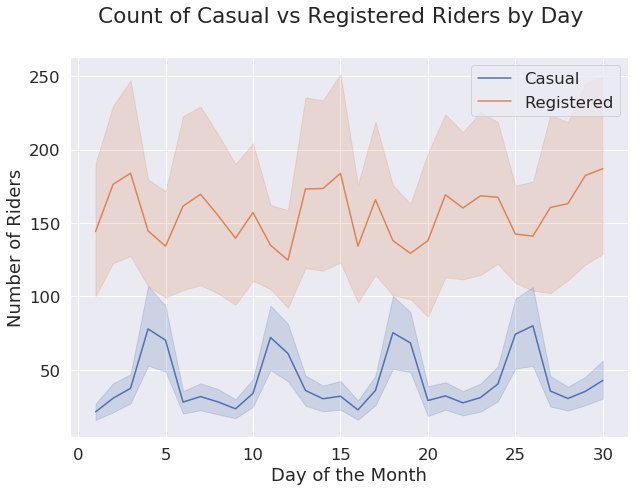 Count of Casual vs Registered Riders by Day
250
200
150
100
50
Number of Riders
Casual
Registered
0
5
10
15
20
25
30
Day of the Month